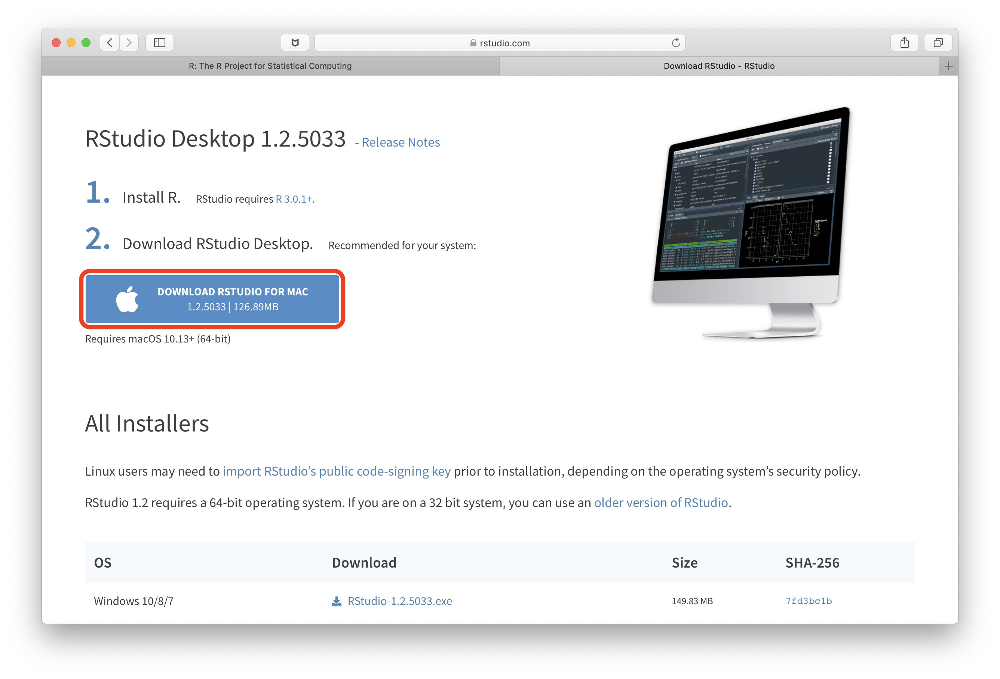 rstudio.com
R: The R Project for Statistical Computing
Download RStudio - RStudio
RStudio Desktop 1.2.5033 - Release Notes
1. Install R. RStudio requires R 3.0.1+.
2. Download RStudio Desktop. Recommended for your system:
DOWNLOAD RSTUDIO FOR MAC
1.2.5033 | 126.89MB
Requires macOS 10.13+ (64-bit)
All Installers
Linux users may need to import RStudio’s public code-signing key prior to installation, depending on the operating system’s security policy.
RStudio 1.2 requires a 64-bit operating system. If you are on a 32 bit system, you can use an older version of RStudio.
OS Download Size SHA-256
Windows 10/8/7 RStudio-1.2.5033.exe 149.83 MB 7fd3bc1b